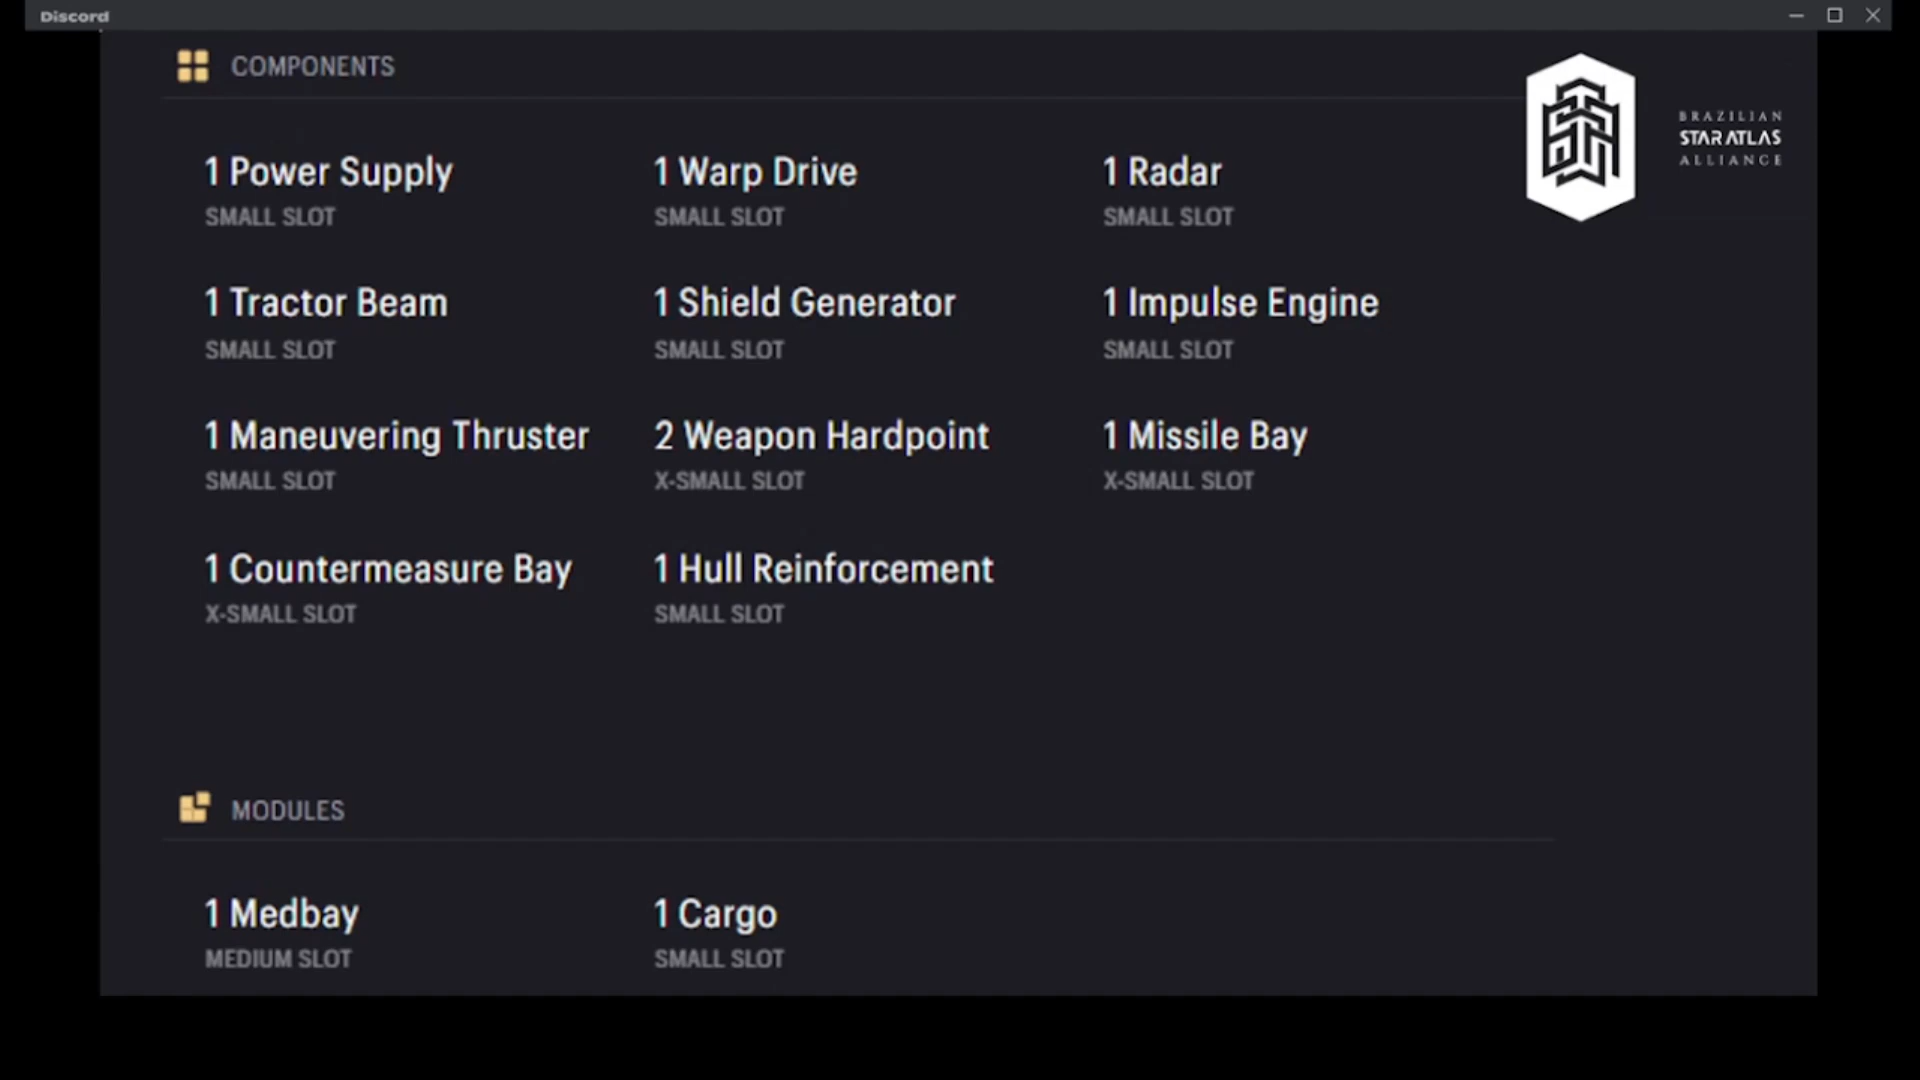 Discord
COMPONENTS
BRAZILIAN
STAR ATLAS
ALLIANCE
1 Power Supply
SMALL SLOT
1 Warp Drive
SMALL SLOT
1 Radar
SMALL SLOT
1 Tractor Beam
SMALL SLOT
1 Shield Generator
SMALL SLOT
1 Impulse Engine
SMALL SLOT
1 Maneuvering Thruster
SMALL SLOT
2 Weapon Hardpoint
X-SMALL SLOT
1 Missile Bay
X-SMALL SLOT
1 Countermeasure Bay
X-SMALL SLOT
1 Hull Reinforcement
SMALL SLOT
MODULES
1 Medbay
MEDIUM SLOT
1 Cargo
SMALL SLOT